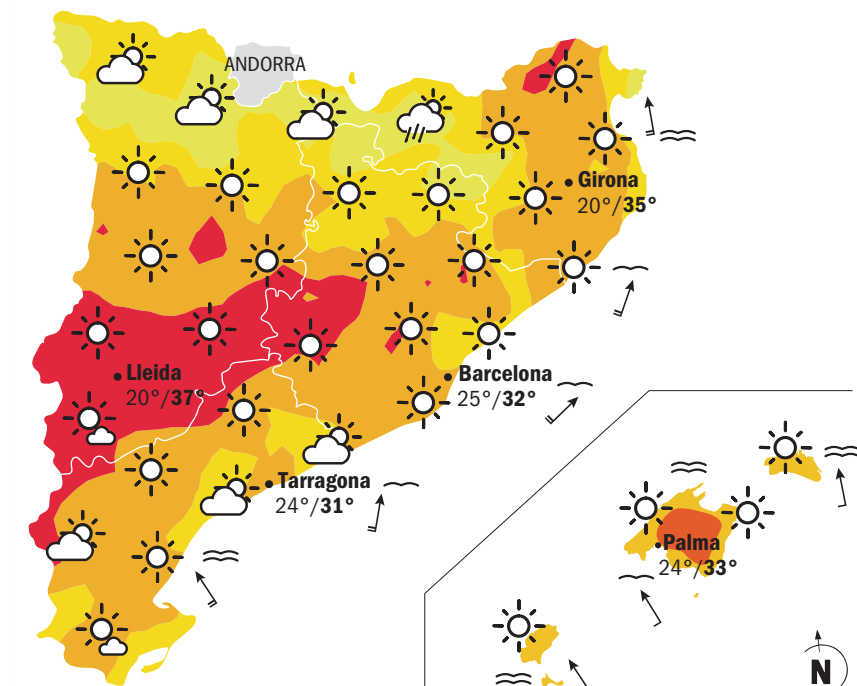 ANDORRA
Girona
20°/35°
Lleida
20°/37°
Barcelona
25°/32°
Tarragona
24°/31°
Palma
24°/33°
N